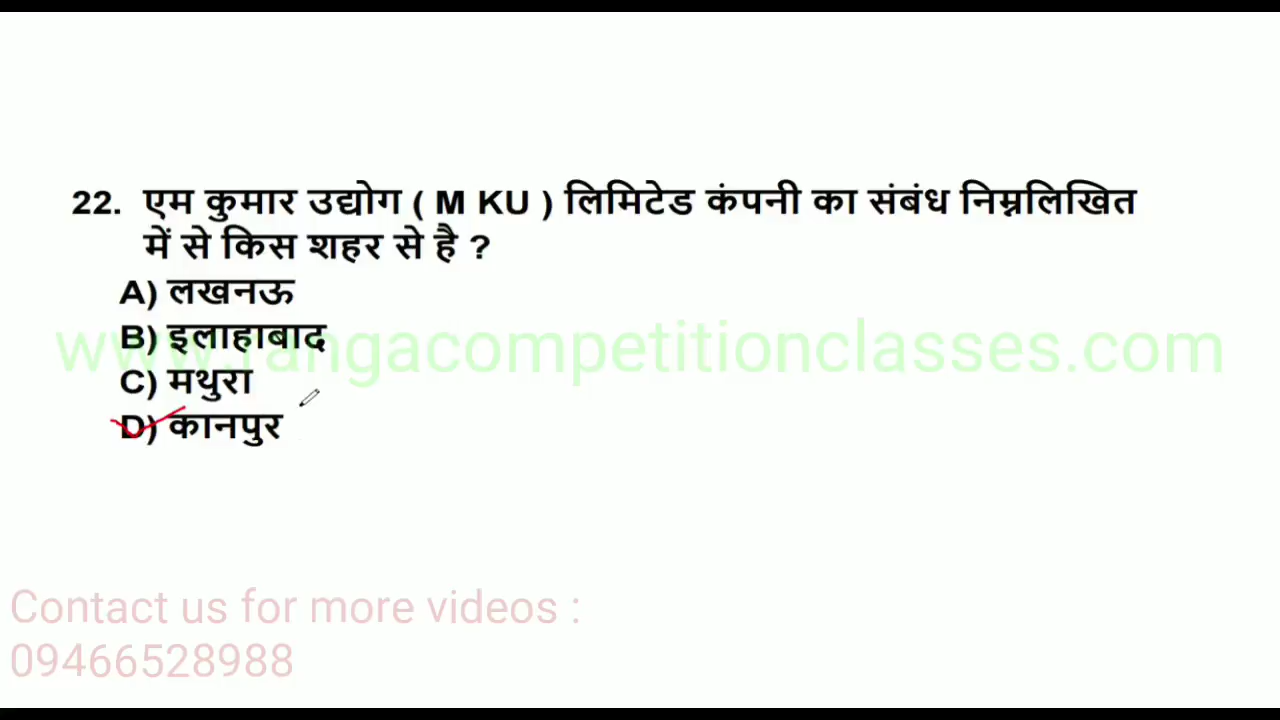 22. एम कुमार उद्योग ( M KU ) लिमिटेड कंपनी का संबंध निम्नलिखित
में से किस शहर से है ?
A) लखनऊ
B) इलाहाबाद
www.rangacompetitionclasses.com
C) मथुरा
D) कानपुर
Contact us for more videos :
09466528988